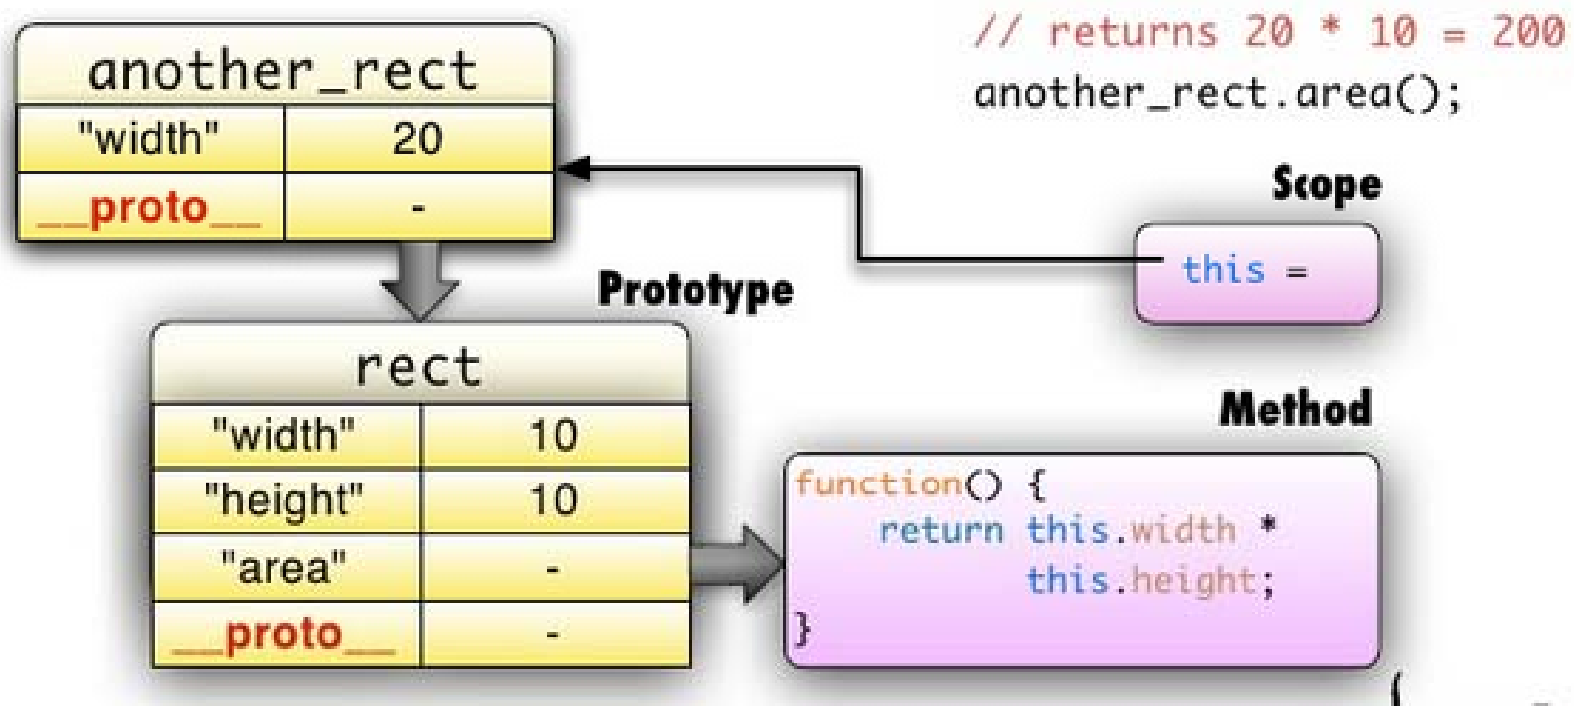 // returns 20 * 10 = 200
another_rect.area();
another_rect
"width" 20
__proto__ -
Scope
this =
Prototype
rect
"width" 10
"height" 10
"area" -
__proto__ -
Method
function() {
return this.width *
this.height;
}
{